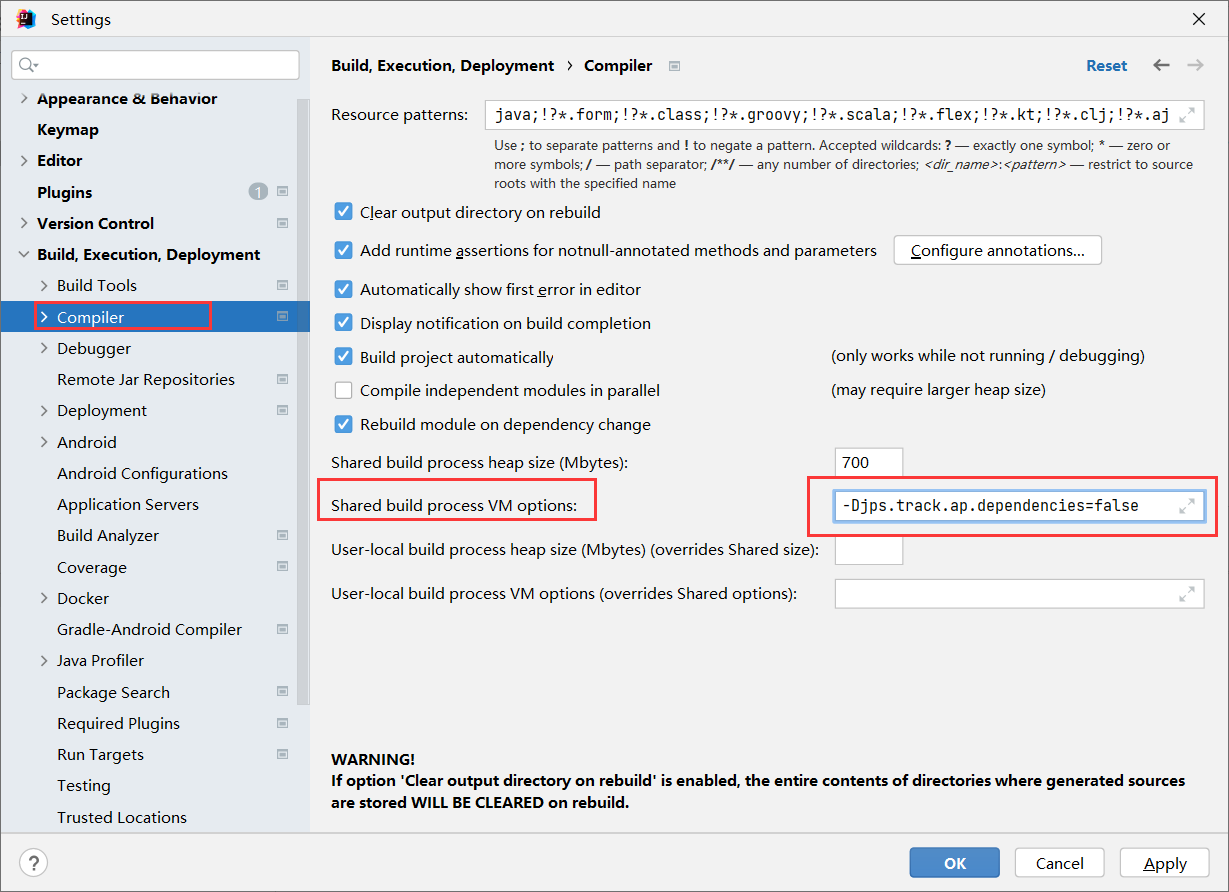 Settings
Appearance & Behavior
Keymap
Editor
Plugins 1
Version Control
Build, Execution, Deployment
Build Tools
Compiler
Debugger
Remote Jar Repositories
Deployment
Android
Android Configurations
Application Servers
Build Analyzer
Coverage
Docker
Gradle-Android Compiler
Java Profiler
Package Search
Required Plugins
Run Targets
Testing
Trusted Locations
Build, Execution, Deployment › Compiler
Reset
Resource patterns: java;!?*.form;!?*.class;!?*.groovy;!?*.scala;!?*.flex;!?*.kt;!?*.clj;!?*.aj
Use ; to separate patterns and ! to negate a pattern. Accepted wildcards: ? — exactly one symbol; * — zero or
more symbols; / — path separator; /**/ — any number of directories; <dir_name>:<pattern> — restrict to source
roots with the specified name
Clear output directory on rebuild
Add runtime assertions for notnull-annotated methods and parameters Configure annotations...
Automatically show first error in editor
Display notification on build completion
Build project automatically (only works while not running / debugging)
Compile independent modules in parallel (may require larger heap size)
Rebuild module on dependency change
Shared build process heap size (Mbytes): 700
Shared build process VM options: -Djps.track.ap.dependencies=false
User-local build process heap size (Mbytes) (overrides Shared size):
User-local build process VM options (overrides Shared options):
WARNING!
If option 'Clear output directory on rebuild' is enabled, the entire contents of directories where generated sources
are stored WILL BE CLEARED on rebuild.
?
OK Cancel Apply